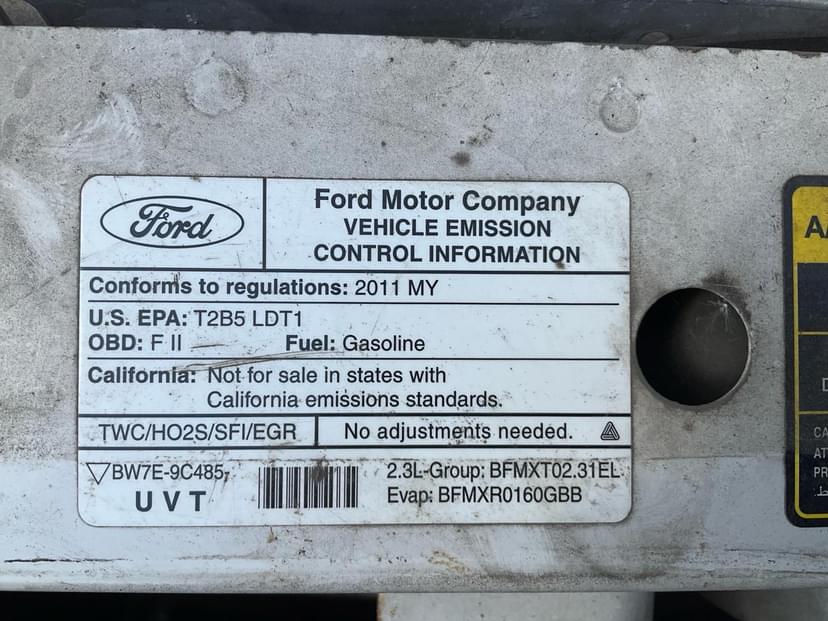 Ford
Ford Motor Company
VEHICLE EMISSION
CONTROL INFORMATION
Conforms to regulations: 2011 MY
U.S. EPA: T2B5 LDT1
OBD: F II Fuel: Gasoline
California: Not for sale in states with
California emissions standards.
TWC/HO2S/SFI/EGR No adjustments needed.
BW7E-9C485-
UVT
2.3L-Group: BFMXT02.31EL
Evap: BFMXR0160GBB